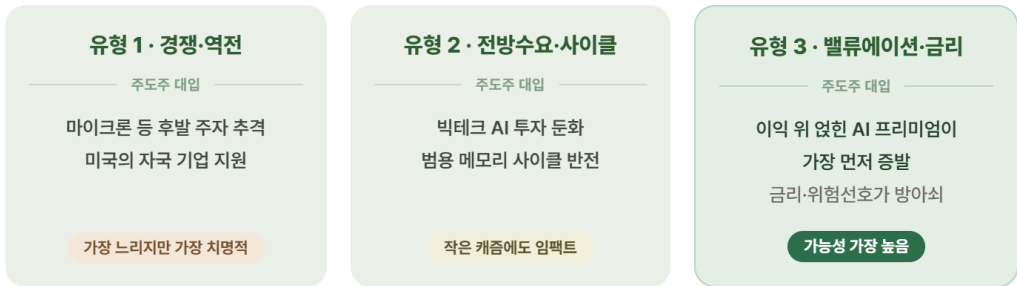 유형 1 · 경쟁·역전
주도주 대입
마이크론 등 후발 주자 추격
미국의 자국 기업 지원
가장 느리지만 가장 치명적
유형 2 · 전방수요·사이클
주도주 대입
빅테크 AI 투자 둔화
범용 메모리 사이클 반전
작은 캐즘에도 임팩트
유형 3 · 밸류에이션·금리
주도주 대입
이익 위 얹힌 AI 프리미엄이
가장 먼저 증발
금리·위험선호가 방아쇠
가능성 가장 높음